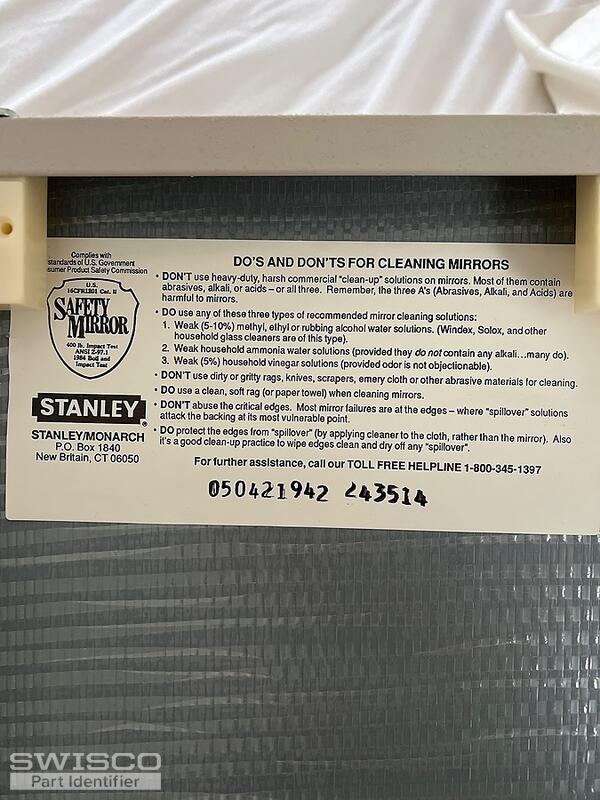 Complies with
standards of U.S. Government
sumer Product Safety Commission
U.S.
16CFR1201 Cat. II
SAFETY
MIRROR
400 lb. Impact Test
ANSI Z-97.1
1984 Boil and
Impact Test
STANLEY
STANLEY/MONARCH
P.O. Box 1840
New Britain, CT 06050
DO'S AND DON'TS FOR CLEANING MIRRORS
• DON'T use heavy-duty, harsh commercial "clean-up" solutions on mirrors. Most of them contain
abrasives, alkali, or acids – or all three. Remember, the three A's (Abrasives, Alkali, and Acids) are
harmful to mirrors.
• DO use any of these three types of recommended mirror cleaning solutions:
1. Weak (5-10%) methyl, ethyl or rubbing alcohol water solutions. (Windex, Solox, and other
household glass cleaners are of this type).
2. Weak household ammonia water solutions (provided they do not contain any alkali...many do).
3. Weak (5%) household vinegar solutions (provided odor is not objectionable).
• DON'T use dirty or gritty rags, knives, scrapers, emery cloth or other abrasive materials for cleaning.
• DO use a clean, soft rag (or paper towel) when cleaning mirrors.
• DON'T abuse the critical edges. Most mirror failures are at the edges – where "spillover" solutions
attack the backing at its most vulnerable point.
• DO protect the edges from "spillover" (by applying cleaner to the cloth, rather than the mirror). Also
it's a good clean-up practice to wipe edges clean and dry off any "spillover".
For further assistance, call our TOLL FREE HELPLINE 1-800-345-1397
050421942 243514
SWISCO
Part Identifier